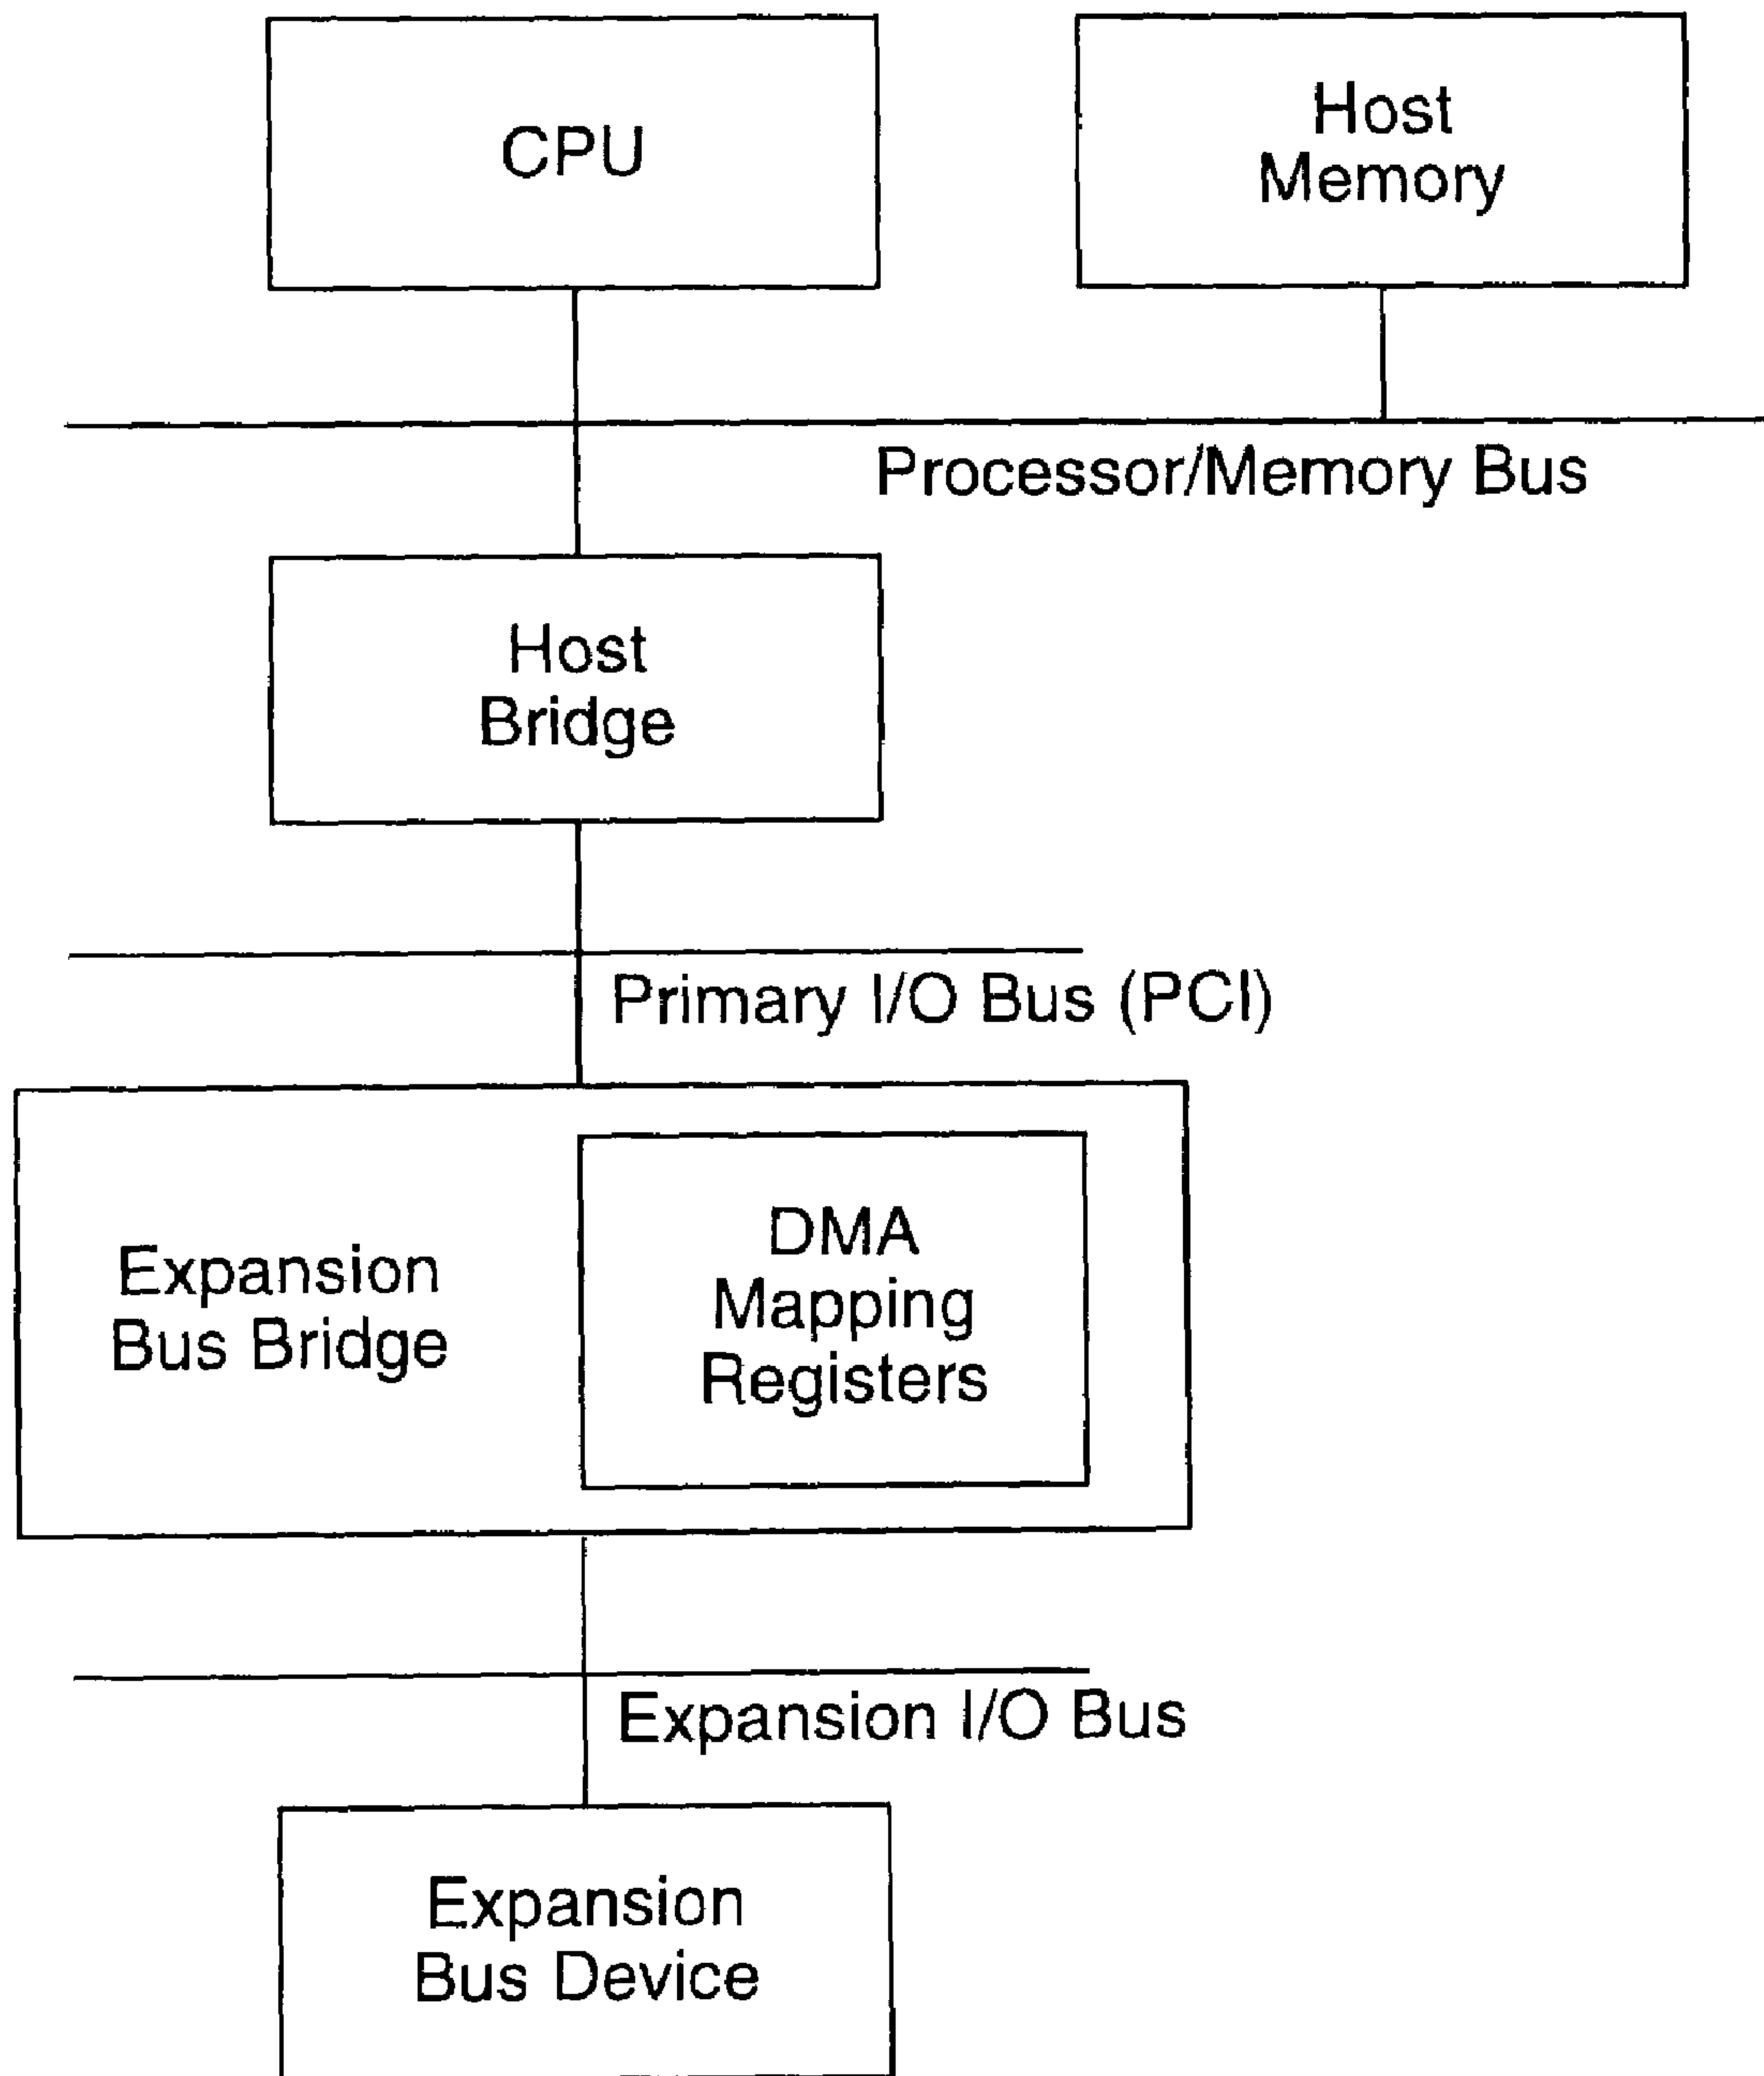 CPU
Host
Memory
Processor/Memory Bus
Host
Bridge
Primary I/O Bus (PCI)
Expansion
Bus Bridge
DMA
Mapping
Registers
Expansion I/O Bus
Expansion
Bus Device